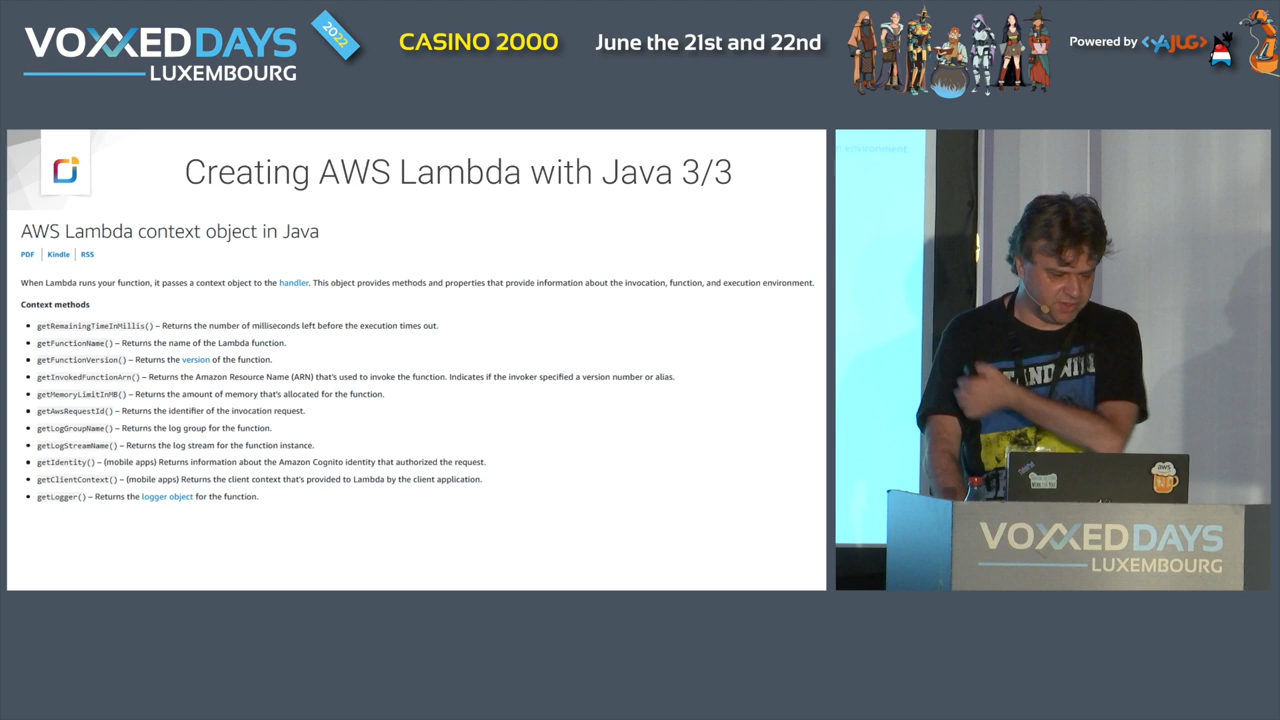 VOXXED DAYS
LUXEMBOURG
2022
CASINO 2000
June the 21st and 22nd
Powered by <YAJUG>
Creating AWS Lambda with Java 3/3
AWS Lambda context object in Java
PDF | Kindle | RSS
When Lambda runs your function, it passes a context object to the handler. This object provides methods and properties that provide information about the invocation, function, and execution environment.
Context methods
• getRemainingTimeInMillis() – Returns the number of milliseconds left before the execution times out.
• getFunctionName() – Returns the name of the Lambda function.
• getFunctionVersion() – Returns the version of the function.
• getInvokedFunctionArn() – Returns the Amazon Resource Name (ARN) that's used to invoke the function. Indicates if the invoker specified a version number or alias.
• getMemoryLimitInMB() – Returns the amount of memory that's allocated for the function.
• getAwsRequestId() – Returns the identifier of the invocation request.
• getLogGroupName() – Returns the log group for the function.
• getLogStreamName() – Returns the log stream for the function instance.
• getIdentity() – (mobile apps) Returns information about the Amazon Cognito identity that authorized the request.
• getClientContext() – (mobile apps) Returns the client context that's provided to Lambda by the client application.
• getLogger() – Returns the logger object for the function.
environment.
aws
VOXXED DAYS
LUXEMBOURG